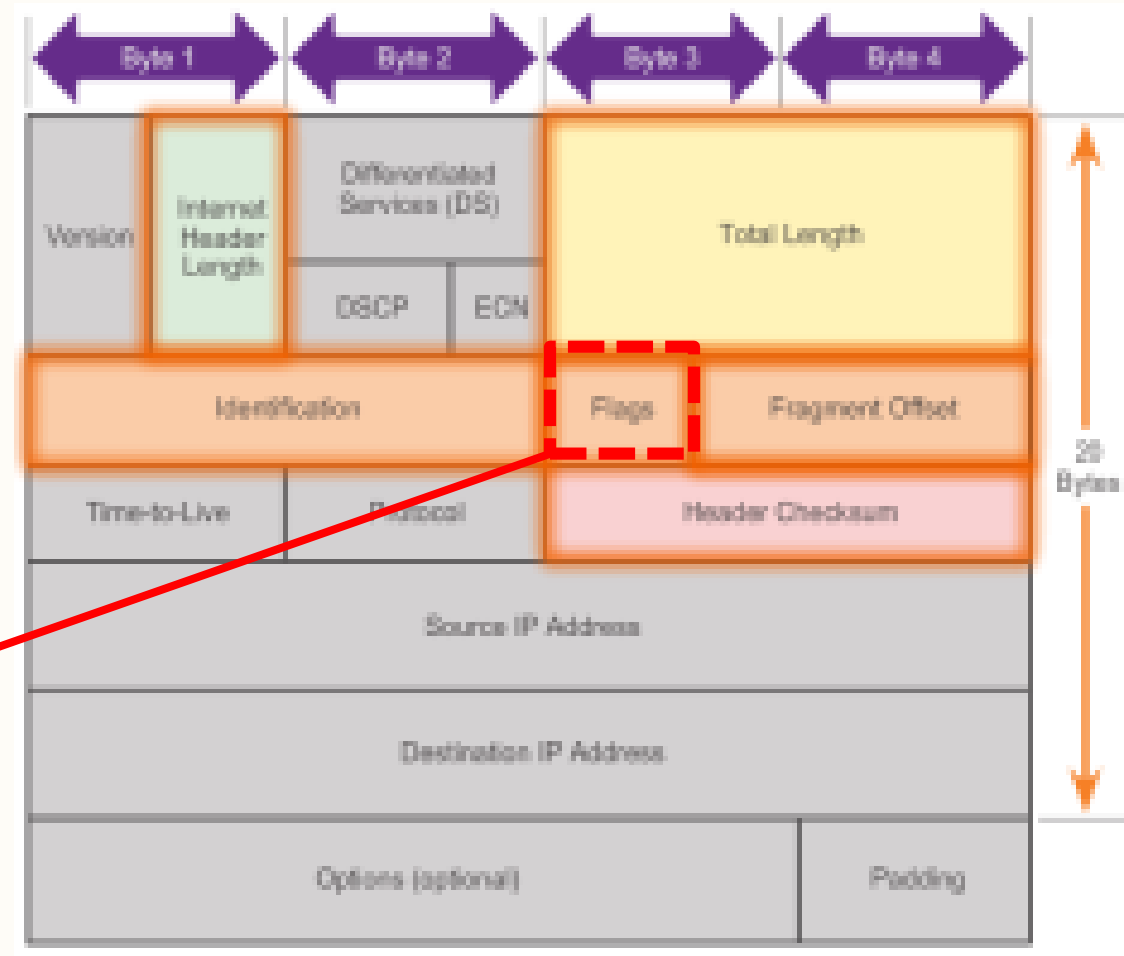 Byte 1
Byte 2
Byte 3
Byte 4
Version
Internet
Header
Length
Differentiated
Services (DS)
DSCP
ECN
Total Length
Identification
Flags
Fragment Offset
Time-to-Live
Protocol
Header Checksum
Source IP Address
Destination IP Address
Options (optional)
Padding
20
Bytes